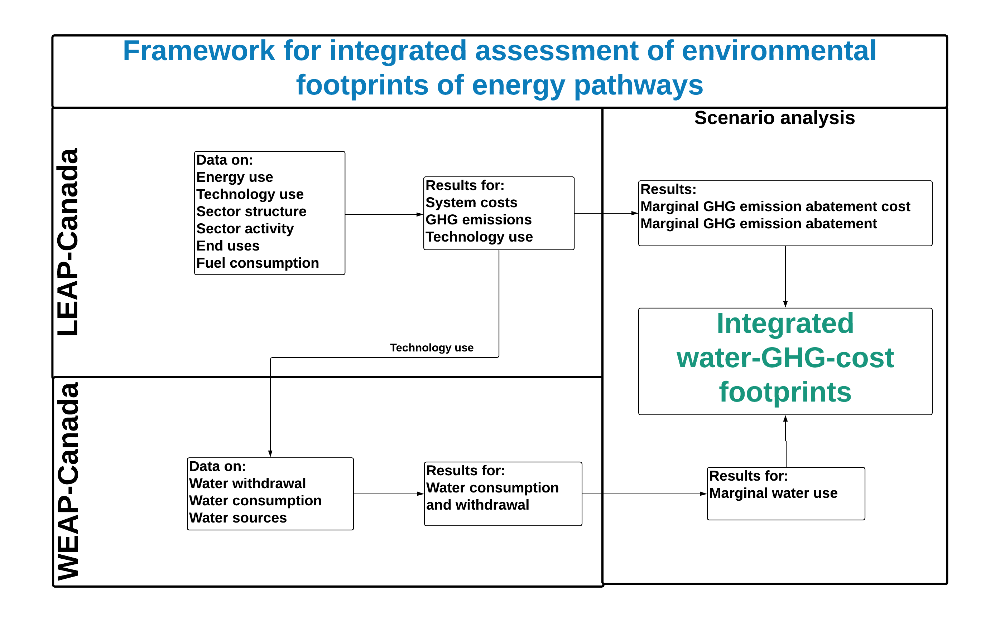 Framework for integrated assessment of environmental
footprints of energy pathways
LEAP-Canada
Data on:
Energy use
Technology use
Sector structure
Sector activity
End uses
Fuel consumption
Results for:
System costs
GHG emissions
Technology use
Technology use
WEAP-Canada
Data on:
Water withdrawal
Water consumption
Water sources
Results for:
Water consumption
and withdrawal
Scenario analysis
Results:
Marginal GHG emission abatement cost
Marginal GHG emission abatement
Integrated
water-GHG-cost
footprints
Results for:
Marginal water use